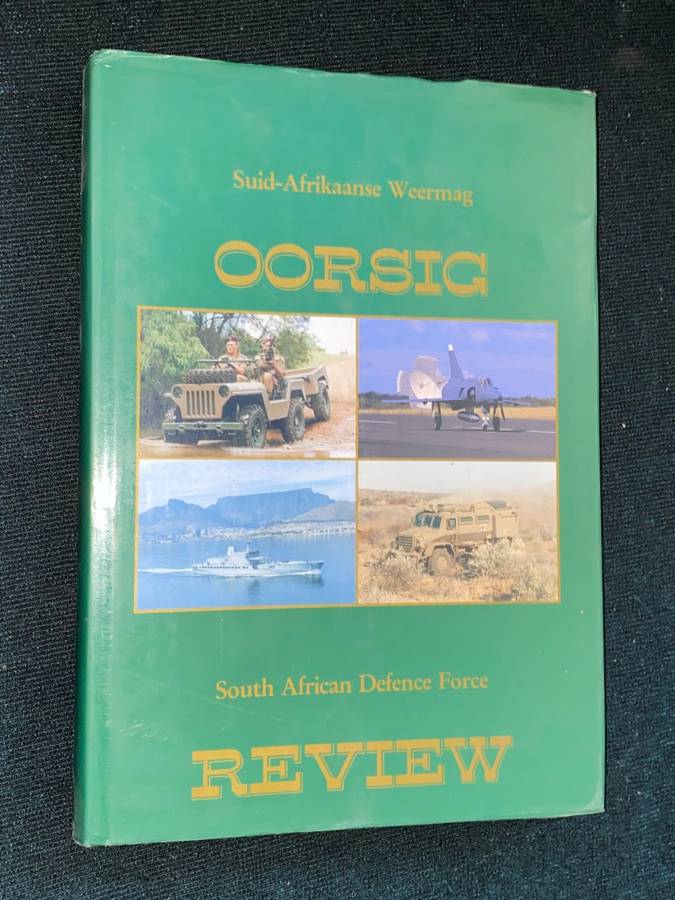 Suid-Afrikaanse Weermag
OORSIG
South African Defence Force
REVIEW